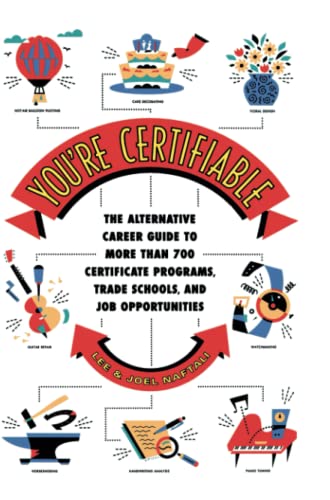 HOT-AIR BALLOON PILOTING
CAKE DECORATING
FLORAL DESIGN
YOU'RE CERTIFIABLE
THE ALTERNATIVE
CAREER GUIDE TO
MORE THAN 700
CERTIFICATE PROGRAMS,
TRADE SCHOOLS, AND
JOB OPPORTUNITIES
GUITAR REPAIR
WATCHMAKING
LEE & JOEL NAFTALI
HORSESHOEING
HANDWRITING ANALYSIS
PIANO TUNING